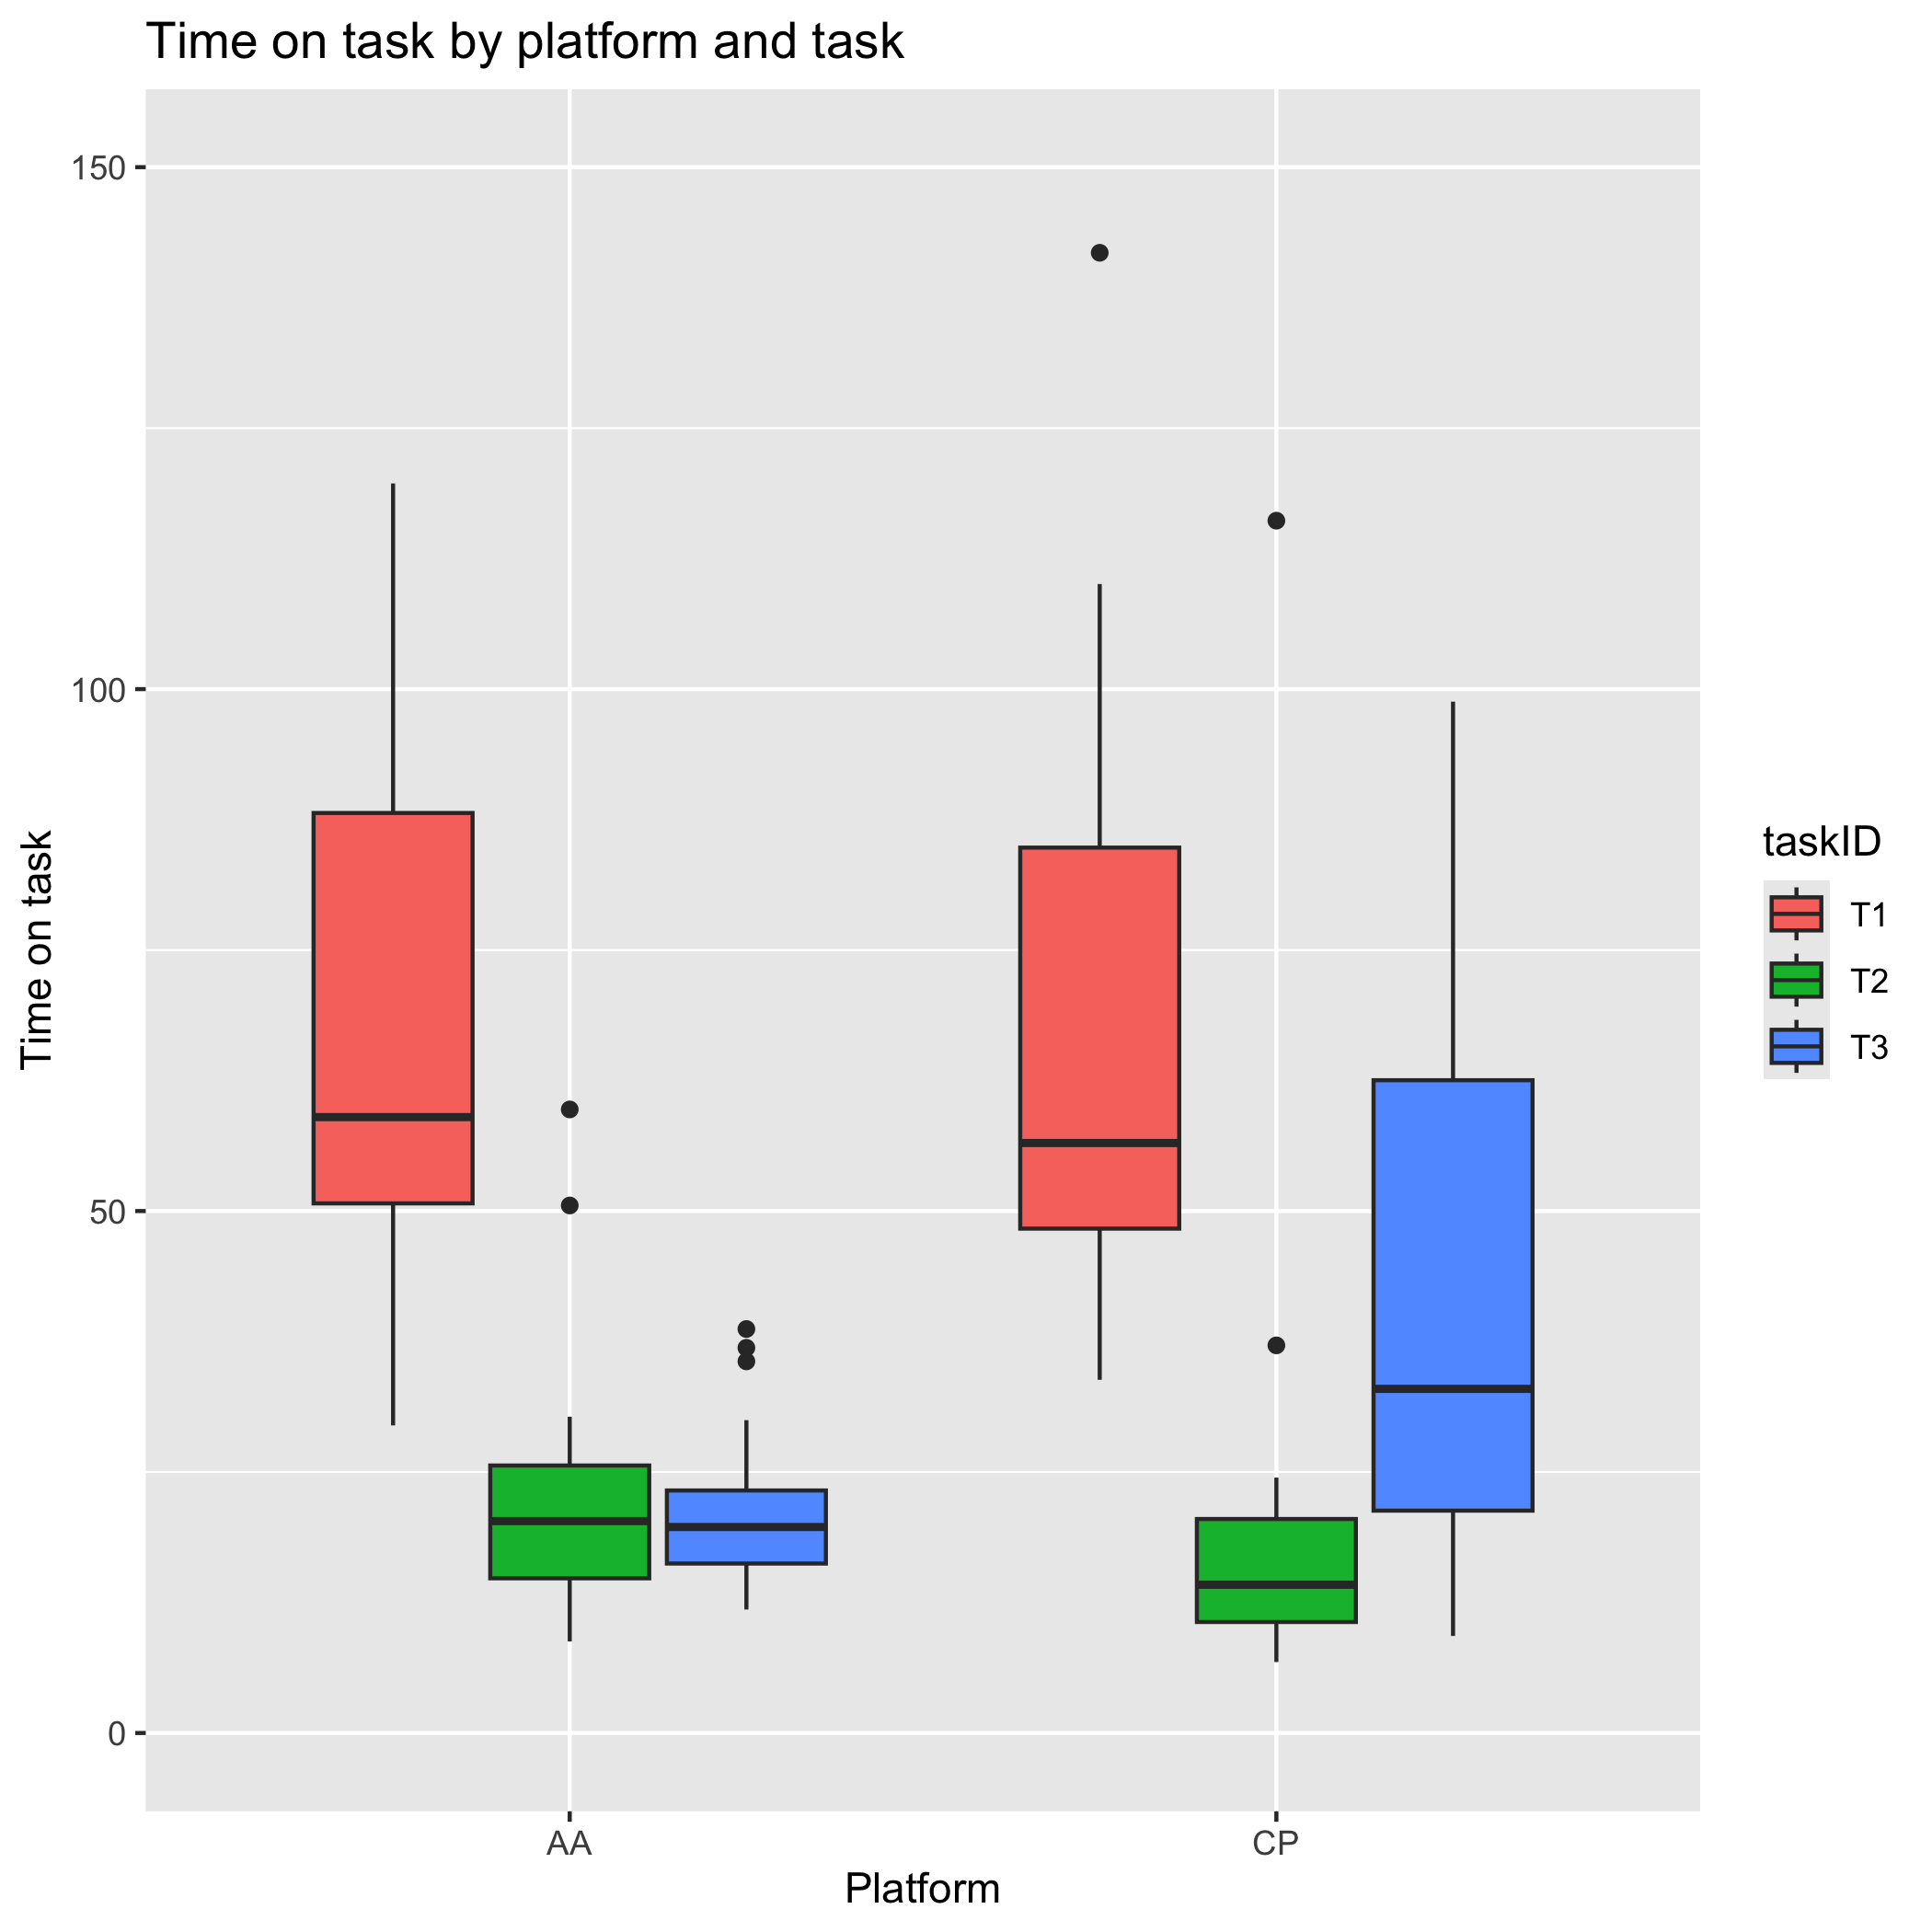 Time on task by platform and task
150
100
50
0
Time on task
AA
CP
Platform
taskID
T1
T2
T3